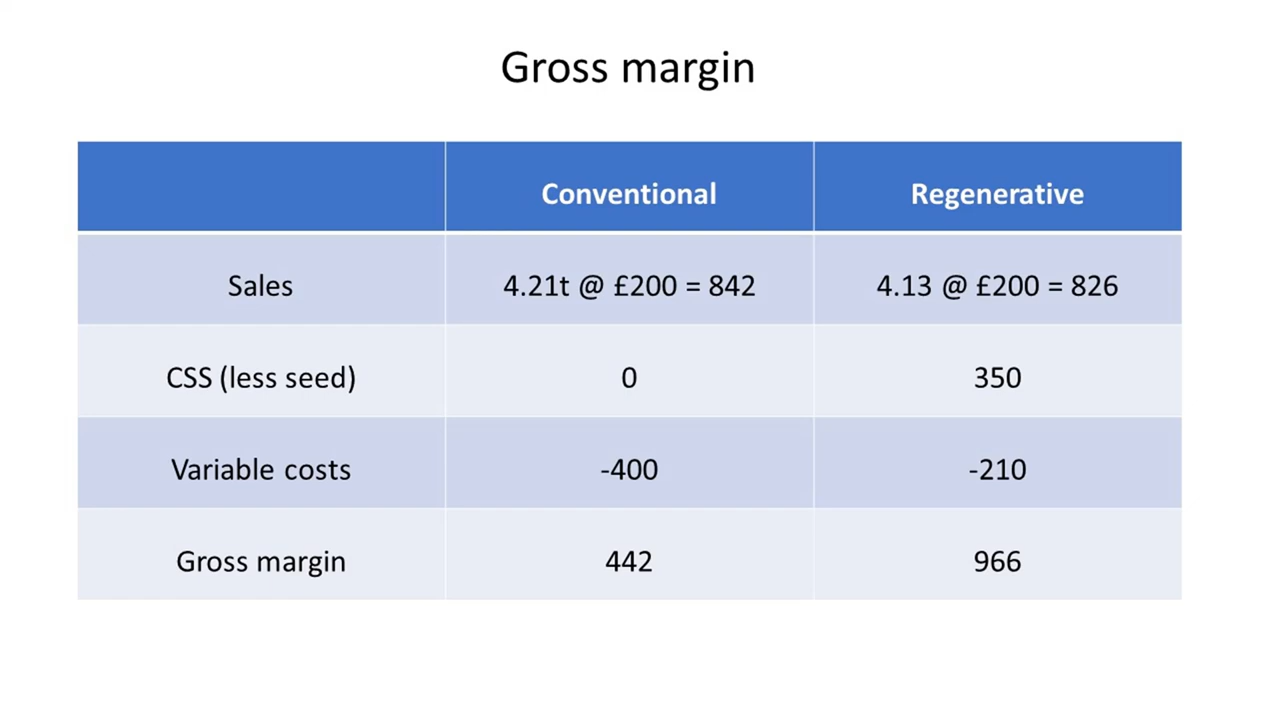 Gross margin
Conventional Regenerative
Sales 4.21t @ £200 = 842 4.13 @ £200 = 826
CSS (less seed) 0 350
Variable costs -400 -210
Gross margin 442 966